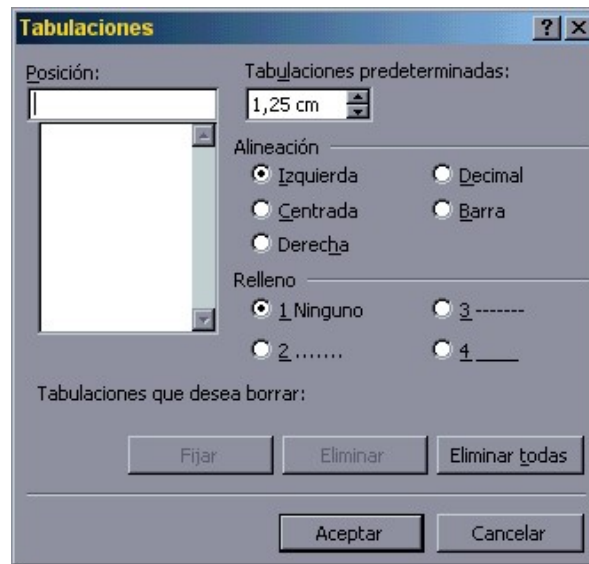 Tabulaciones
Posición:
Tabulaciones predeterminadas:
1,25 cm
Alineación
Izquierda
Decimal
Centrada
Barra
Derecha
Relleno
1 Ninguno
3 -------
2 .......
4 ____
Tabulaciones que desea borrar:
Fijar
Eliminar
Eliminar todas
Aceptar
Cancelar